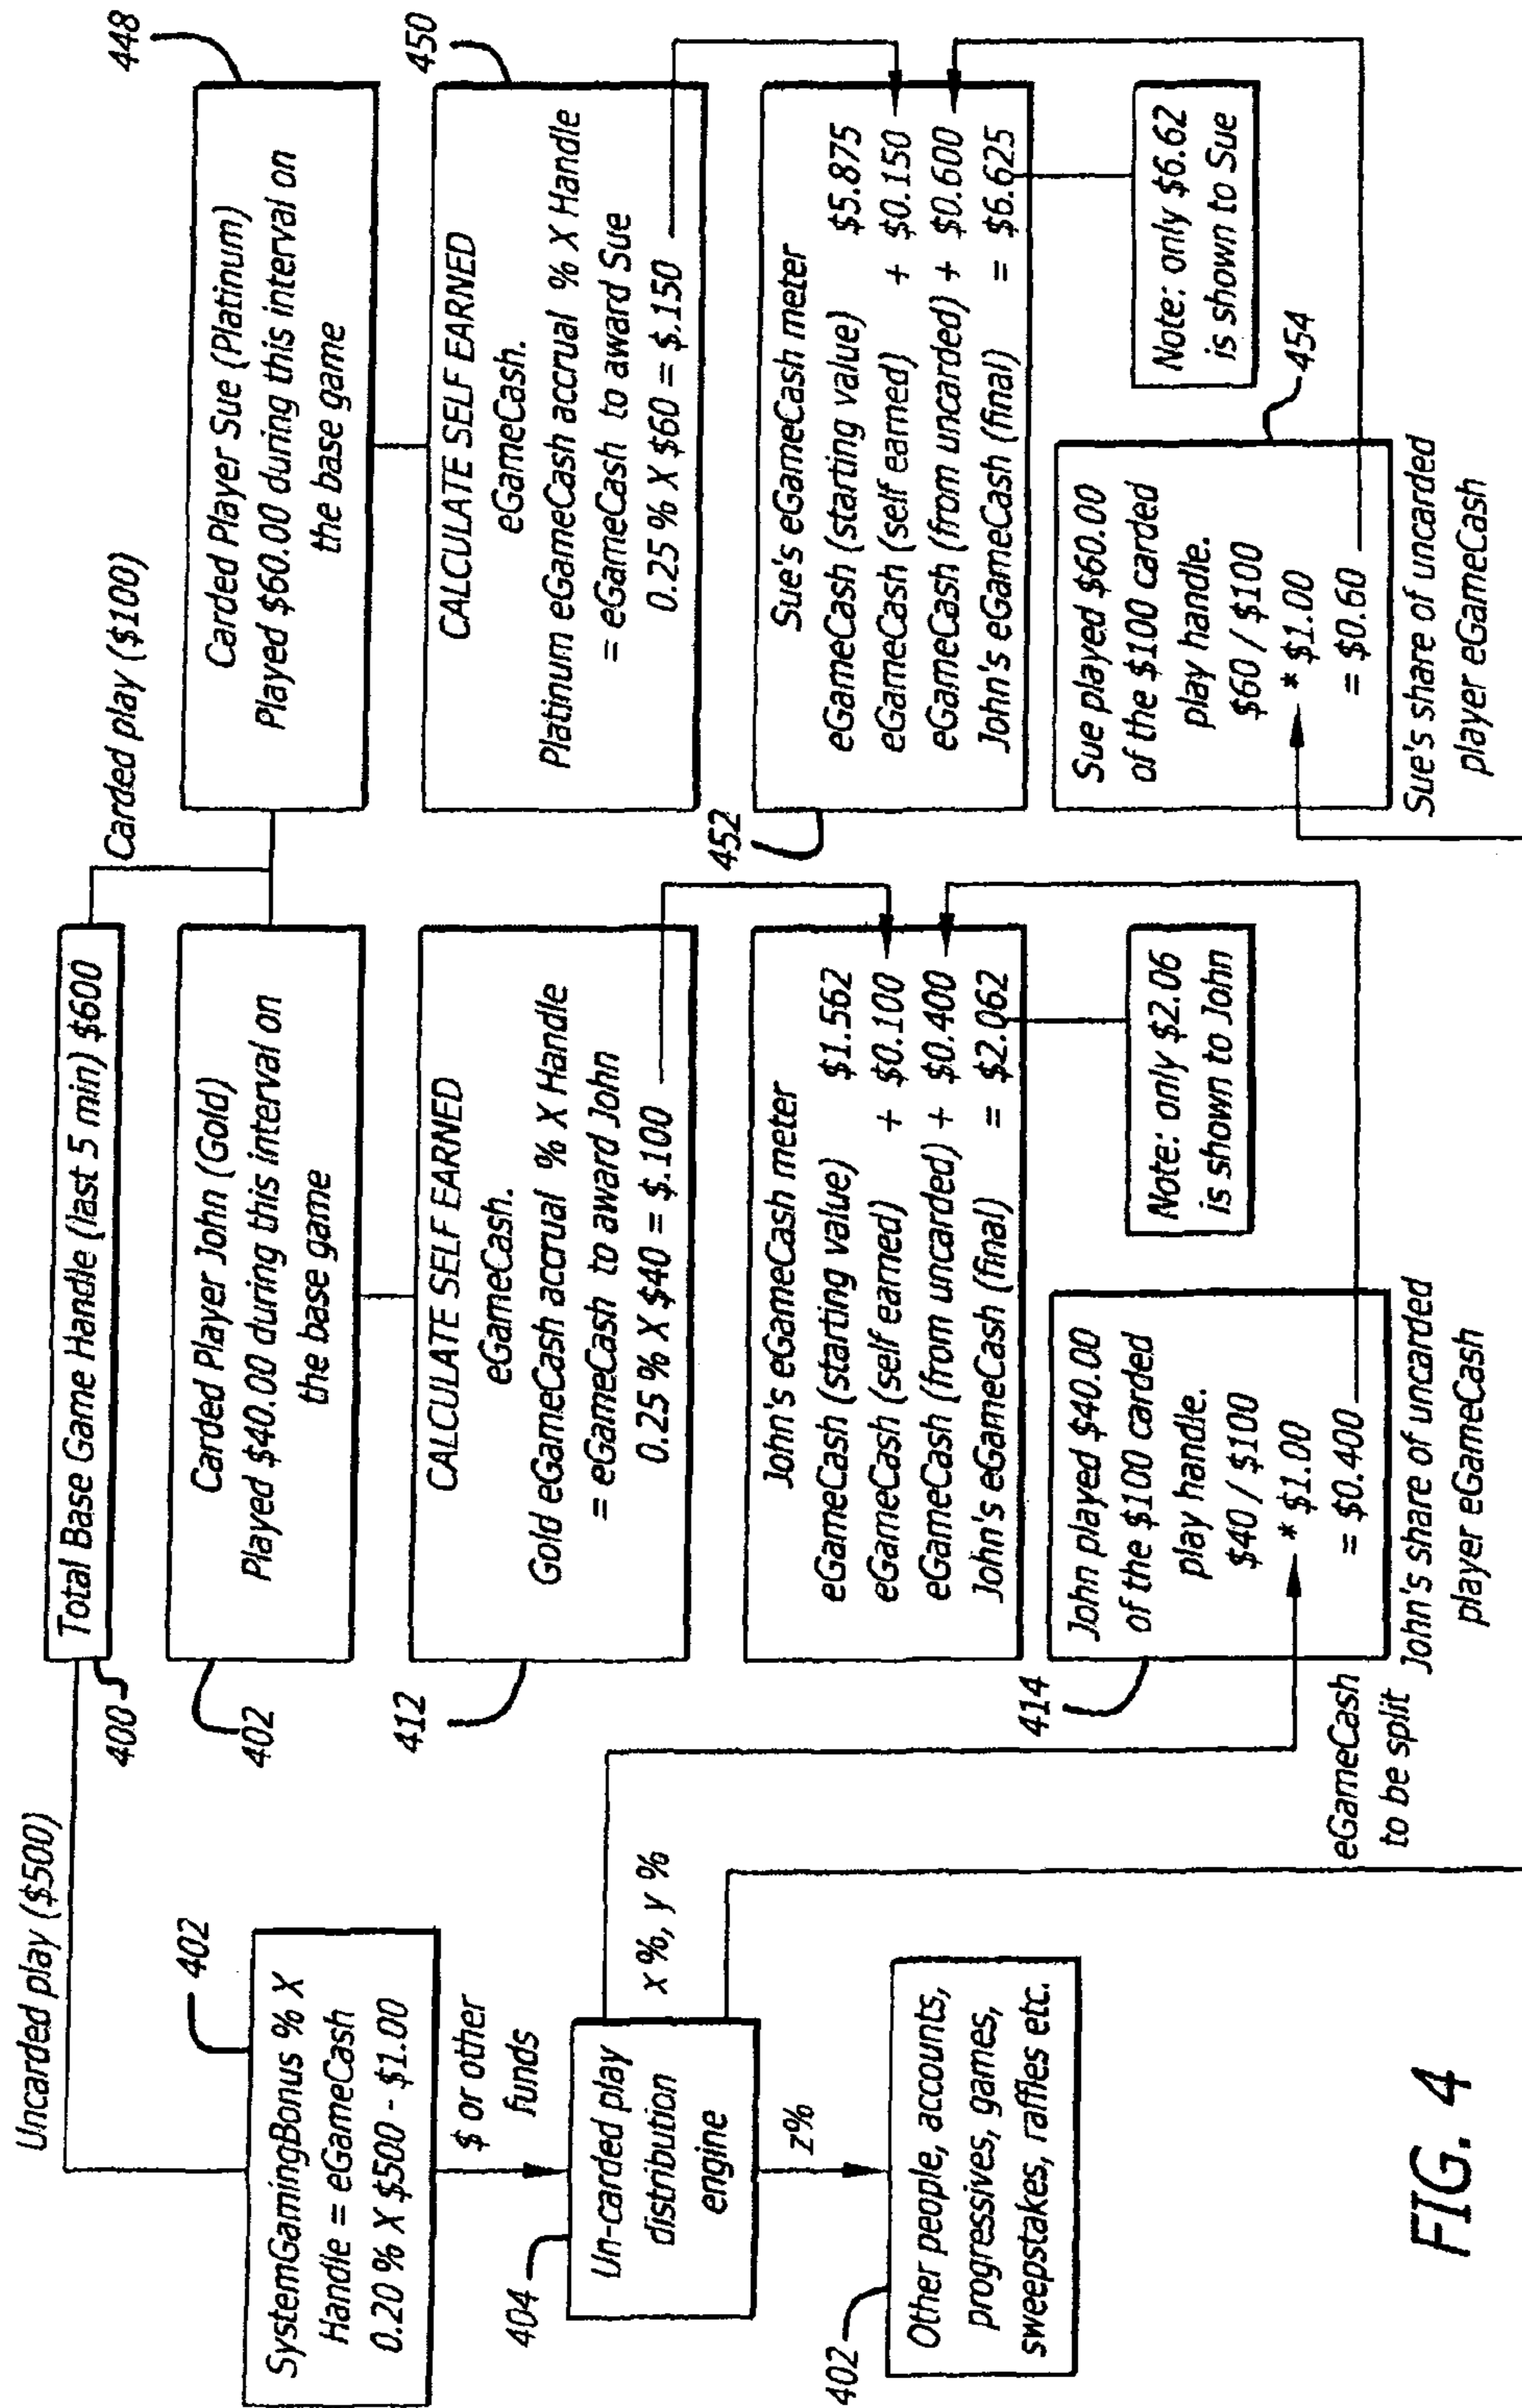 Total Base Game Handle (last 5 min) $600
400
Uncarded play ($500)
Carded play ($100)
402
SystemGamingBonus % X
Handle = eGameCash
0.20 % X $500 - $1.00
$ or other
funds
404
Un-carded play
distribution
engine
x%, y %
z%
402
Other people, accounts,
progressives, games,
sweepstakes, raffles etc.
402
Carded Player John (Gold)
Played $40.00 during this interval on
the base game
412
CALCULATE SELF EARNED
eGameCash.
Gold eGameCash accrual % X Handle
= eGameCash to award John
0.25 % X $40 = $.100
John's eGameCash meter
eGameCash (starting value) $1.562
eGameCash (self earned) + $0.100
eGameCash (from uncarded) + $0.400
John's eGameCash (final) = $2.062
Note: only $2.06
is shown to John
414
John played $40.00
of the $100 carded
play handle.
$40 / $100
* $1.00
= $0.400
eGameCash
to be split
John's share of uncarded
player eGameCash
448
Carded Player Sue (Platinum)
Played $60.00 during this interval on
the base game
450
CALCULATE SELF EARNED
eGameCash.
Platinum eGameCash accrual % X Handle
= eGameCash to award Sue
0.25 % X $60 = $.150
452
Sue's eGameCash meter
eGameCash (starting value) $5.875
eGameCash (self earned) + $0.150
eGameCash (from uncarded) + $0.600
John's eGameCash (final) = $6.625
Note: only $6.62
is shown to Sue
454
Sue played $60.00
of the $100 carded
play handle.
$60 / $100
* $1.00
= $0.60
Sue's share of uncarded
player eGameCash
FIG. 4